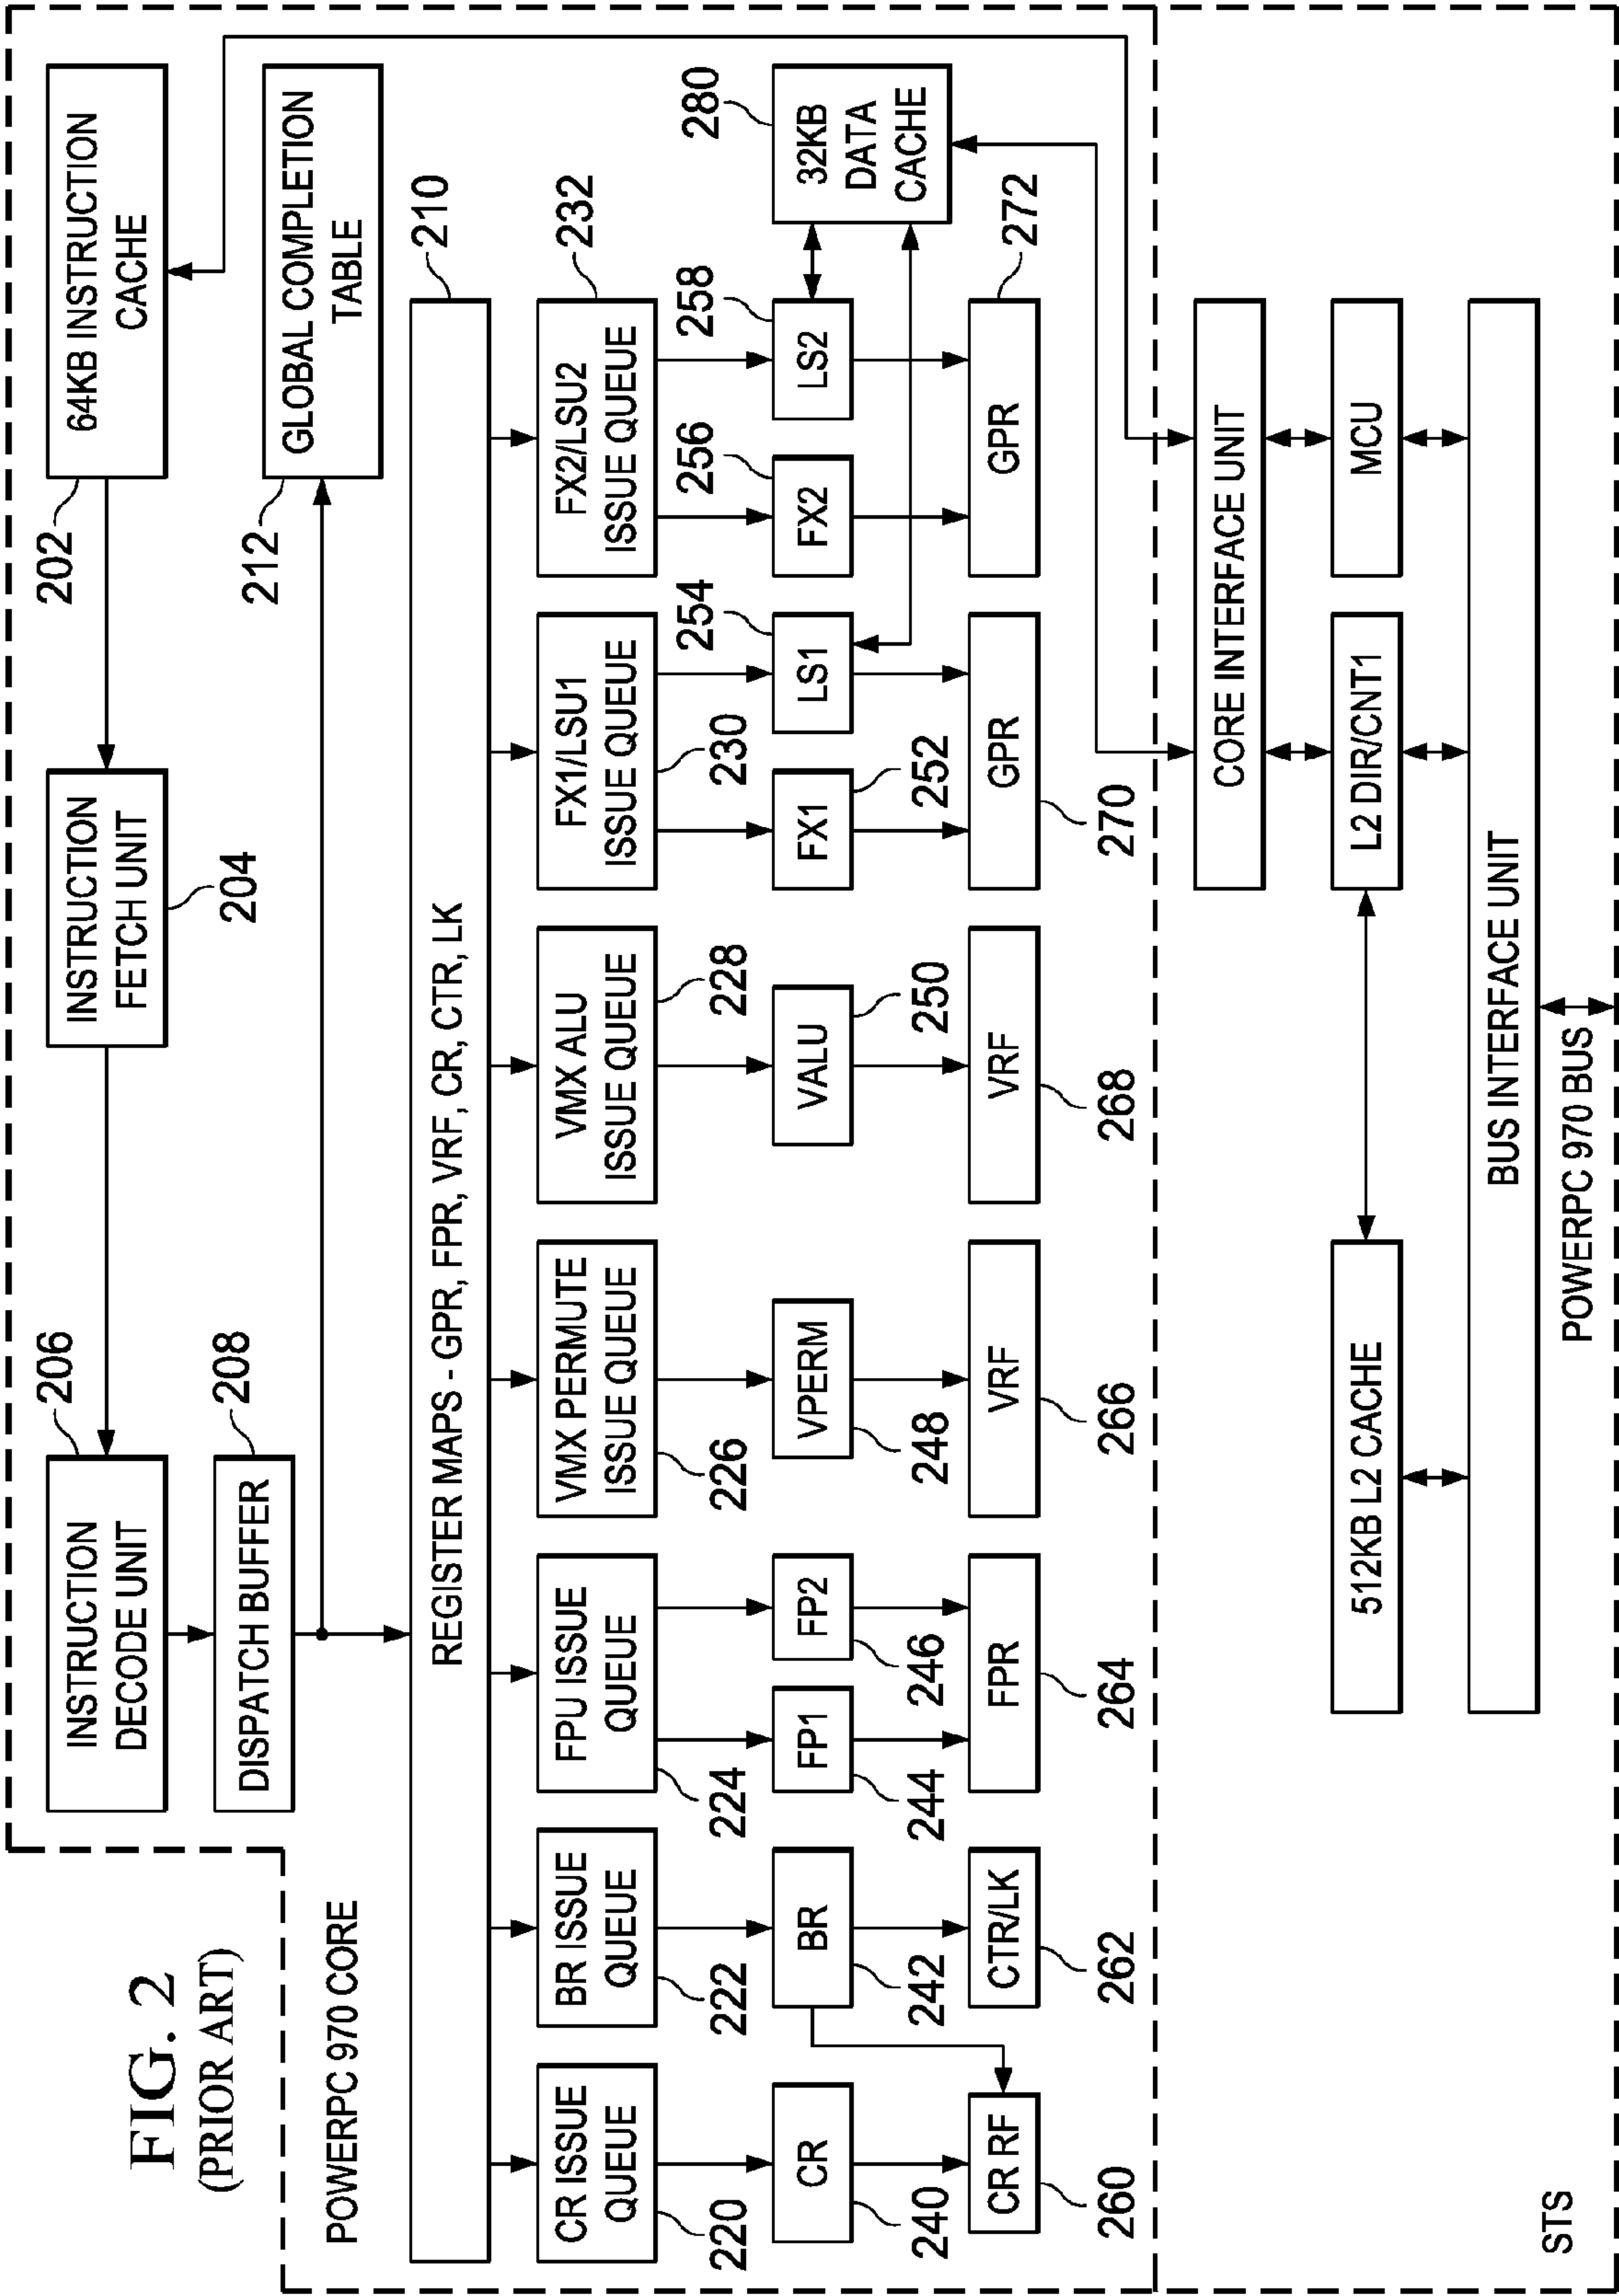 FIG. 2
(PRIOR ART)
206
INSTRUCTION
DECODE UNIT
INSTRUCTION
FETCH UNIT
204
202
64KB INSTRUCTION
CACHE
208
DISPATCH BUFFER
212
GLOBAL COMPLETION
TABLE
POWERPC 970 CORE
210
REGISTER MAPS - GPR, FPR, VRF, CR, CTR, LK
CR ISSUE
QUEUE
220
BR ISSUE
QUEUE
222
FPU ISSUE
QUEUE
224
VMX PERMUTE
ISSUE QUEUE
226
VMX ALU
ISSUE QUEUE
228
FX1/LSU1
ISSUE QUEUE
230
FX2/LSU2
ISSUE QUEUE
232
CR
240
BR
242
FP1
244
FP2
246
VPERM
248
VALU
250
FX1
252
LS1
254
FX2
256
LS2
258
280
32KB
DATA
CACHE
CR RF
260
CTR/LK
262
FPR
264
VRF
266
VRF
268
GPR
270
GPR
272
CORE INTERFACE UNIT
512KB L2 CACHE
L2 DIR/CNT1
MCU
BUS INTERFACE UNIT
POWERPC 970 BUS
STS